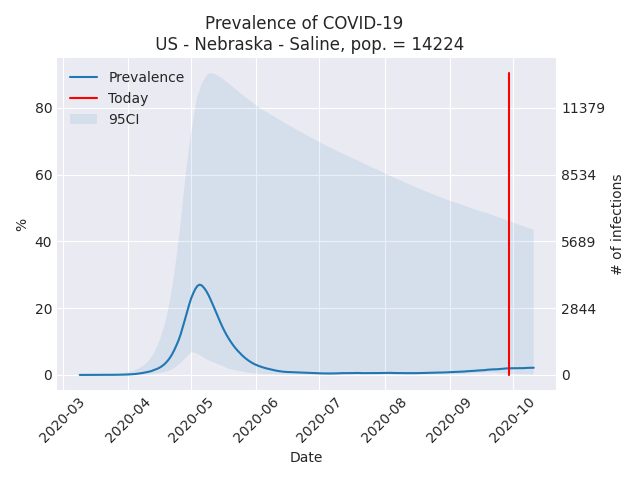 Prevalence of COVID-19
US - Nebraska - Saline, pop. = 14224
Prevalence
Today
95CI
80
60
40
20
0
%
11379
8534
5689
2844
0
# of infections
2020-03
2020-04
2020-05
2020-06
2020-07
2020-08
2020-09
2020-10
Date